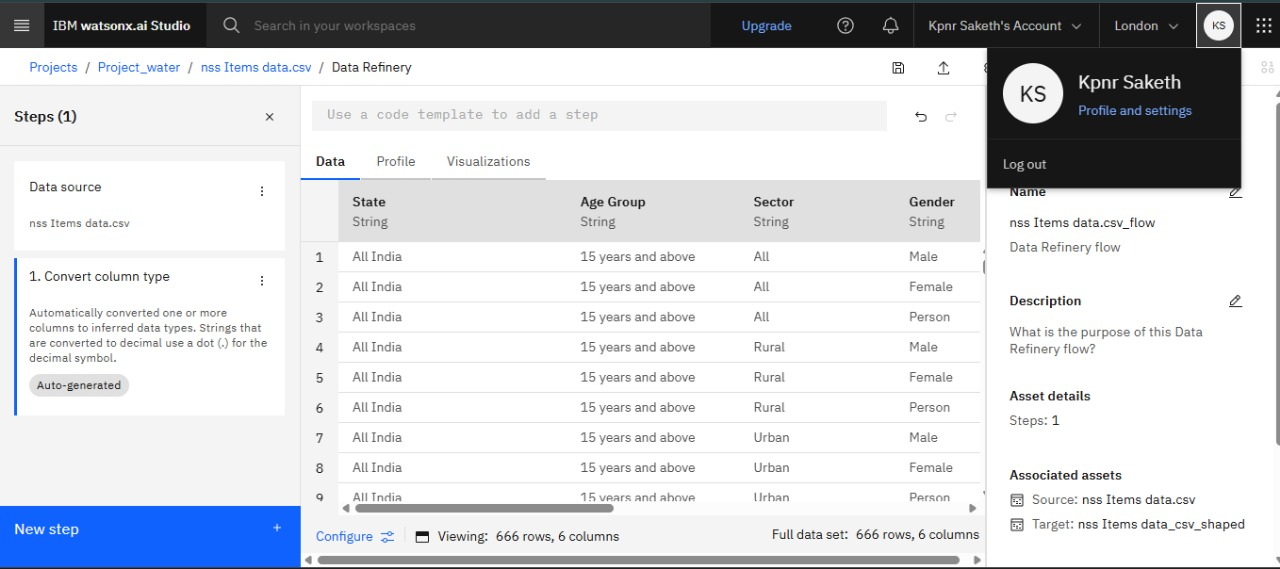 IBM watsonx.ai Studio
Search in your workspaces
Upgrade
Kpnr Saketh's Account
London
KS
Projects / Project_water / nss Items data.csv / Data Refinery
KS
Kpnr Saketh
Profile and settings
Log out
Steps (1)
Data source
nss Items data.csv
1. Convert column type
Automatically converted one or more
columns to inferred data types. Strings that
are converted to decimal use a dot (.) for the
decimal symbol.
Auto-generated
New step
Use a code template to add a step
Data Profile Visualizations
State Age Group Sector Gender
String String String String
1 All India 15 years and above All Male
2 All India 15 years and above All Female
3 All India 15 years and above All Person
4 All India 15 years and above Rural Male
5 All India 15 years and above Rural Female
6 All India 15 years and above Rural Person
7 All India 15 years and above Urban Male
8 All India 15 years and above Urban Female
9 All India 15 years and above Urban Person
Configure Viewing: 666 rows, 6 columns Full data set: 666 rows, 6 columns
Name
nss Items data.csv_flow
Data Refinery flow
Description
What is the purpose of this Data
Refinery flow?
Asset details
Steps: 1
Associated assets
Source: nss Items data.csv
Target: nss Items data_csv_shaped